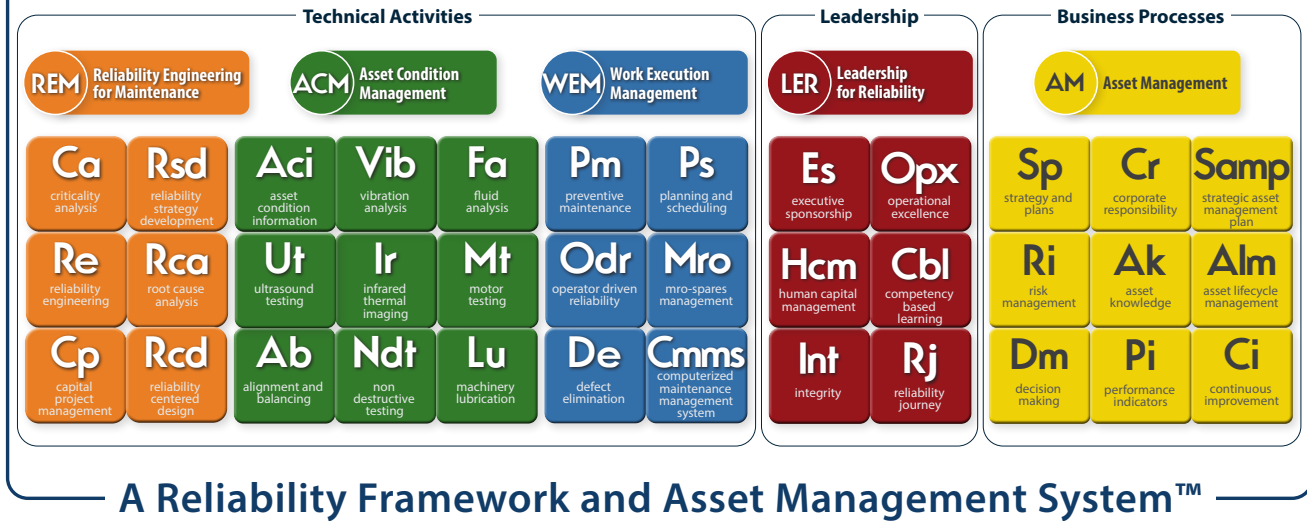 Technical Activities
Leadership
Business Processes
REM
Reliability Engineering
for Maintenance
ACM
Asset Condition
Management
WEM
Work Execution
Management
LER
Leadership
for Reliability
AM
Asset Management
Ca
criticality
analysis
Rsd
reliability
strategy
development
Aci
asset
condition
information
Vib
vibration
analysis
Fa
fluid
analysis
Pm
preventive
maintenance
Ps
planning and
scheduling
Es
executive
sponsorship
Opx
operational
excellence
Sp
strategy and
plans
Cr
corporate
responsibility
Samp
strategic asset
management
plan
Re
reliability
engineering
Rca
root cause
analysis
Ut
ultrasound
testing
Ir
infrared
thermal
imaging
Mt
motor
testing
Odr
operator driven
reliability
Mro
mro-spares
management
Hcm
human capital
management
Cbl
competency
based
learning
Ri
risk
management
Ak
asset
knowledge
Alm
asset lifecycle
management
Cp
capital
project
management
Rcd
reliability
centered
design
Ab
alignment and
balancing
Ndt
non
destructive
testing
Lu
machinery
lubrication
De
defect
elimination
Cmms
computerized
maintenance
management
system
Int
integrity
Rj
reliability
journey
Dm
decision
making
Pi
performance
indicators
Ci
continuous
improvement
A Reliability Framework and Asset Management System™